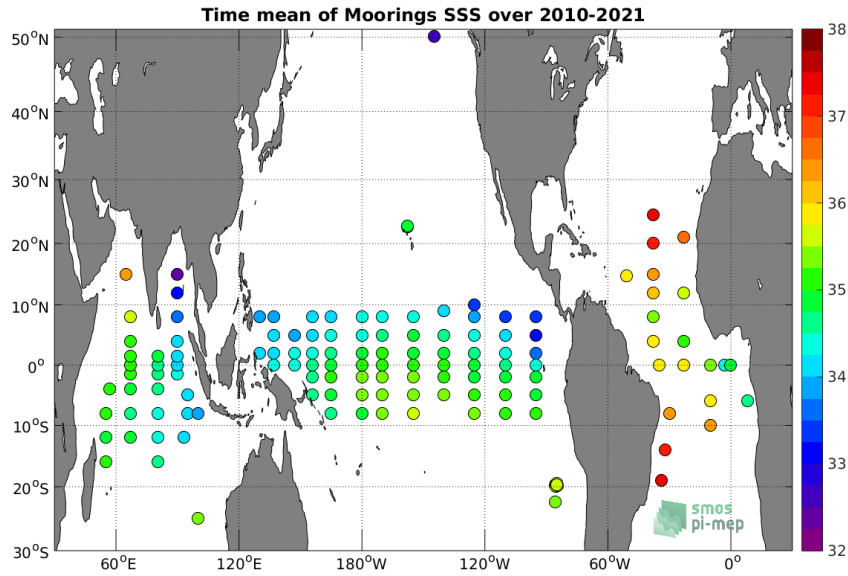 Time mean of Moorings SSS over 2010-2021
50°N
40°N
30°N
20°N
10°N
0°
10°S
20°S
30°S
60°E
120°E
180°W
120°W
60°W
0°
38
37
36
35
34
33
32
smos
pi-mep